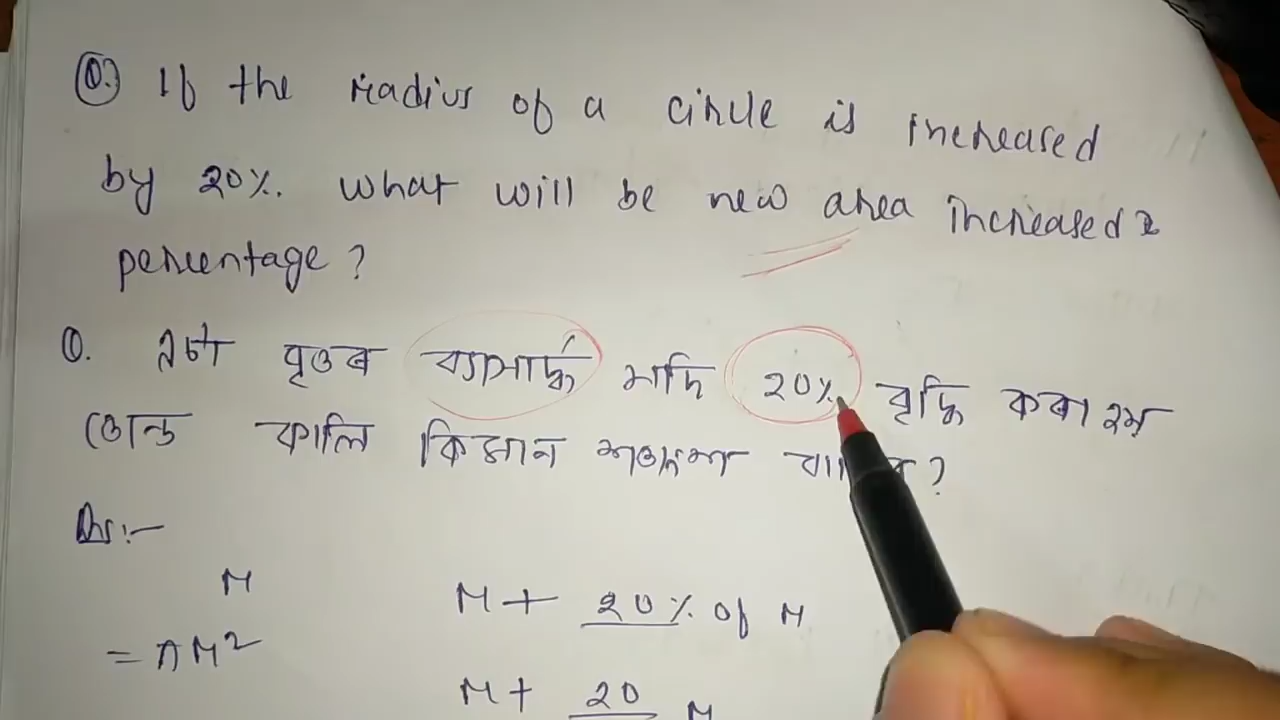 Q. If the radius of a circle is increased
by 20%. What will be new area increased
percentage?
Q. এটা বৃত্তৰ ব্যাসাৰ্দ্ধ যদি 20% বৃদ্ধি কৰা হয়
তেন্তে কালি কিমান শতাংশ
Ans:-
r r + 20% of r
= πr² r + 20 r